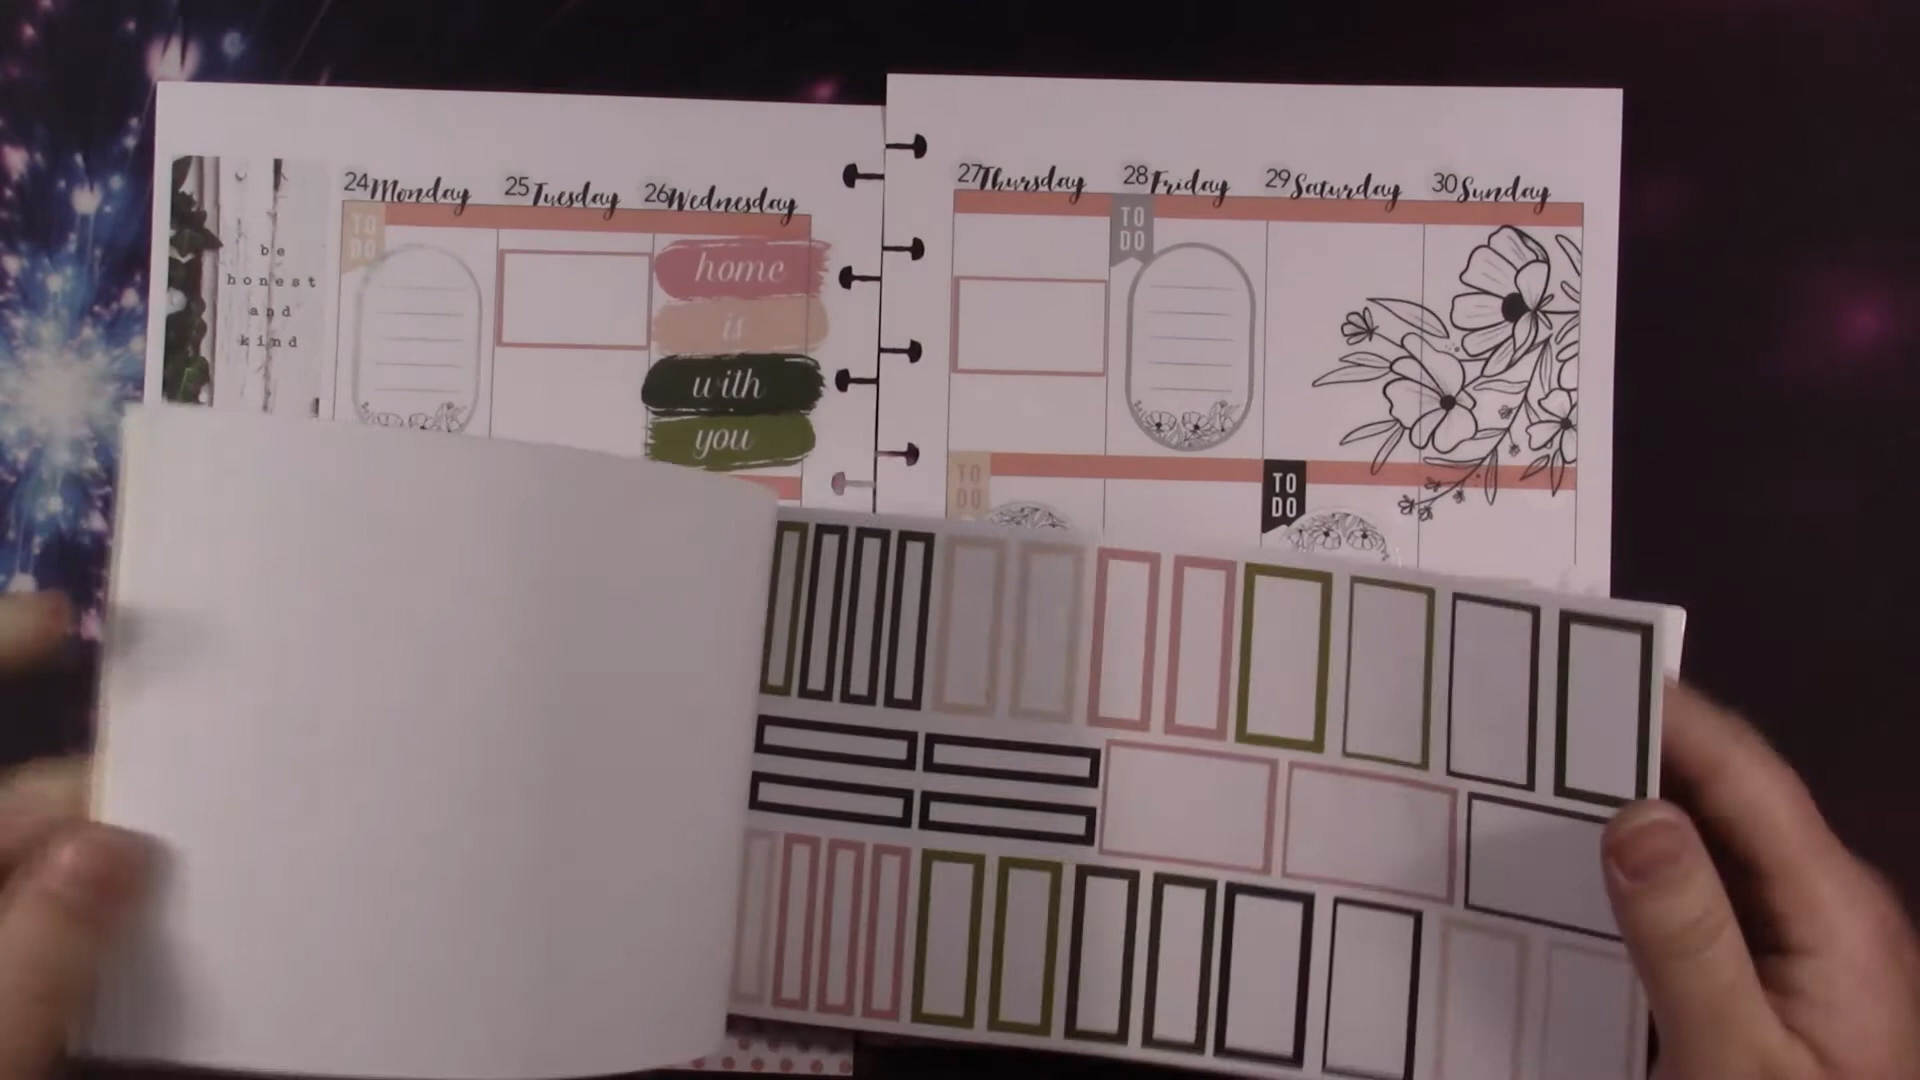 24 Monday
25 Tuesday
26 Wednesday
27 Thursday
28 Friday
29 Saturday
30 Sunday
be
honest
and
kind
TO
DO
home
is
with
you
TO
DO
TO
DO
TO
DO